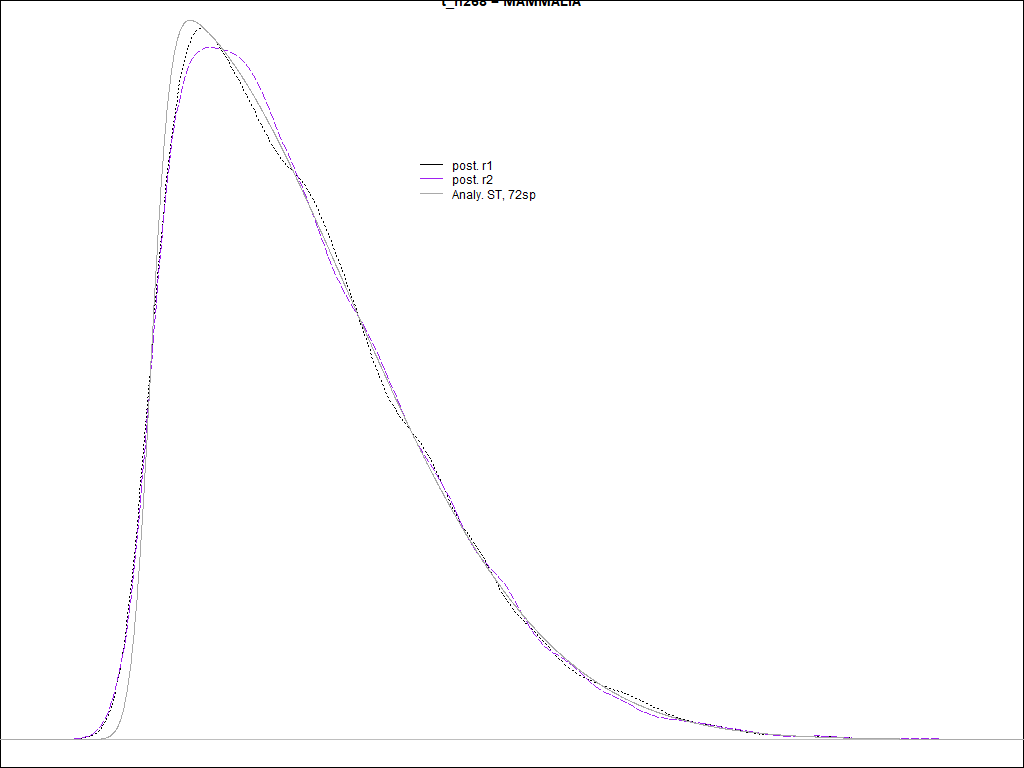 t_n268 – MAMMALIA
post. r1
post. r2
Analy. ST, 72sp